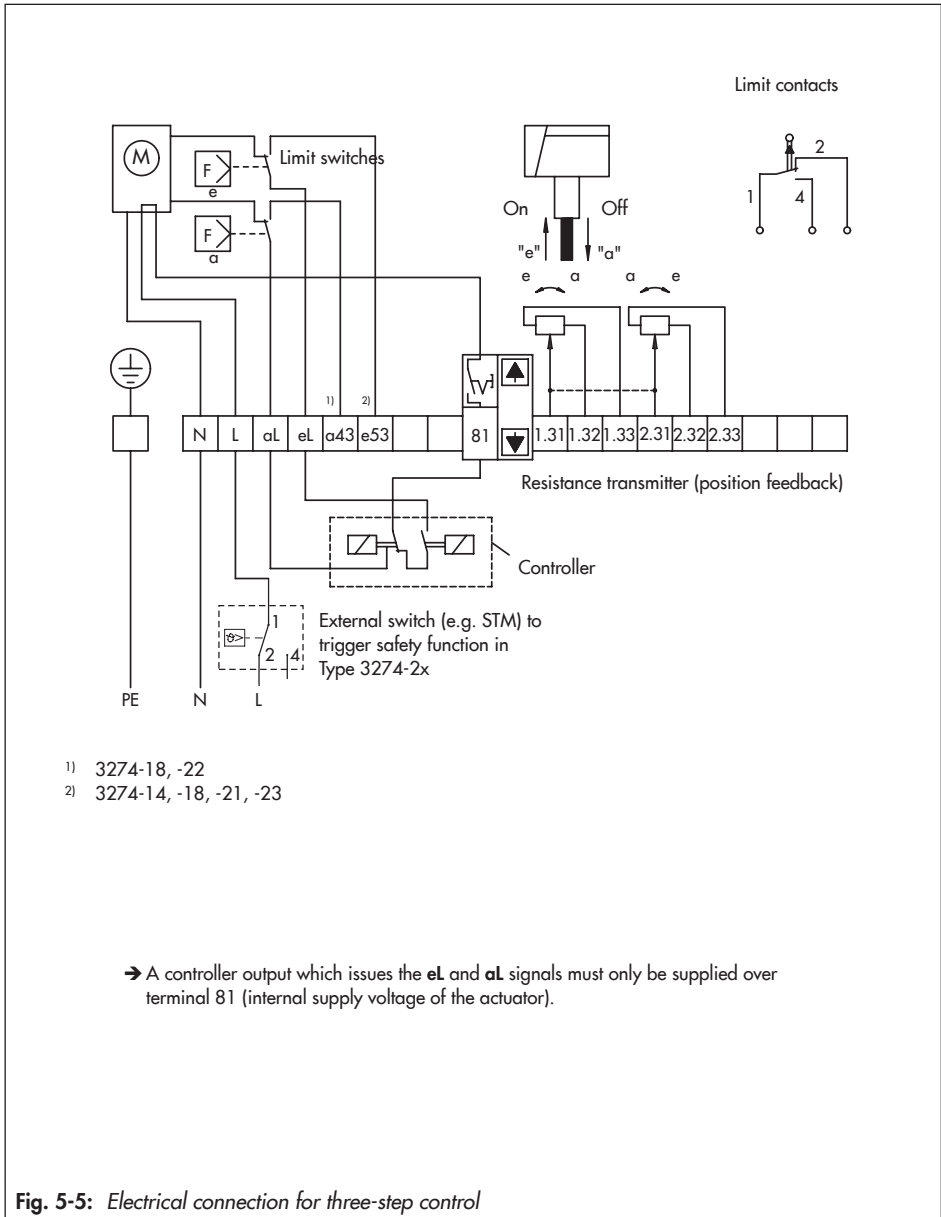 Limit contacts
M
F
e
Limit switches
F
a
On
Off
"e"
"a"
e
a
a
e
1
4
2
1)
2)
N
L
aL
eL
a43
e53
81
1.31
1.32
1.33
2.31
2.32
2.33
Resistance transmitter (position feedback)
Controller
ϑ>
1
2
4
External switch (e.g. STM) to
trigger safety function in
Type 3274-2x
PE
N
L
1) 3274-18, -22
2) 3274-14, -18, -21, -23
➔ A controller output which issues the eL and aL signals must only be supplied over
terminal 81 (internal supply voltage of the actuator).
Fig. 5-5: Electrical connection for three-step control